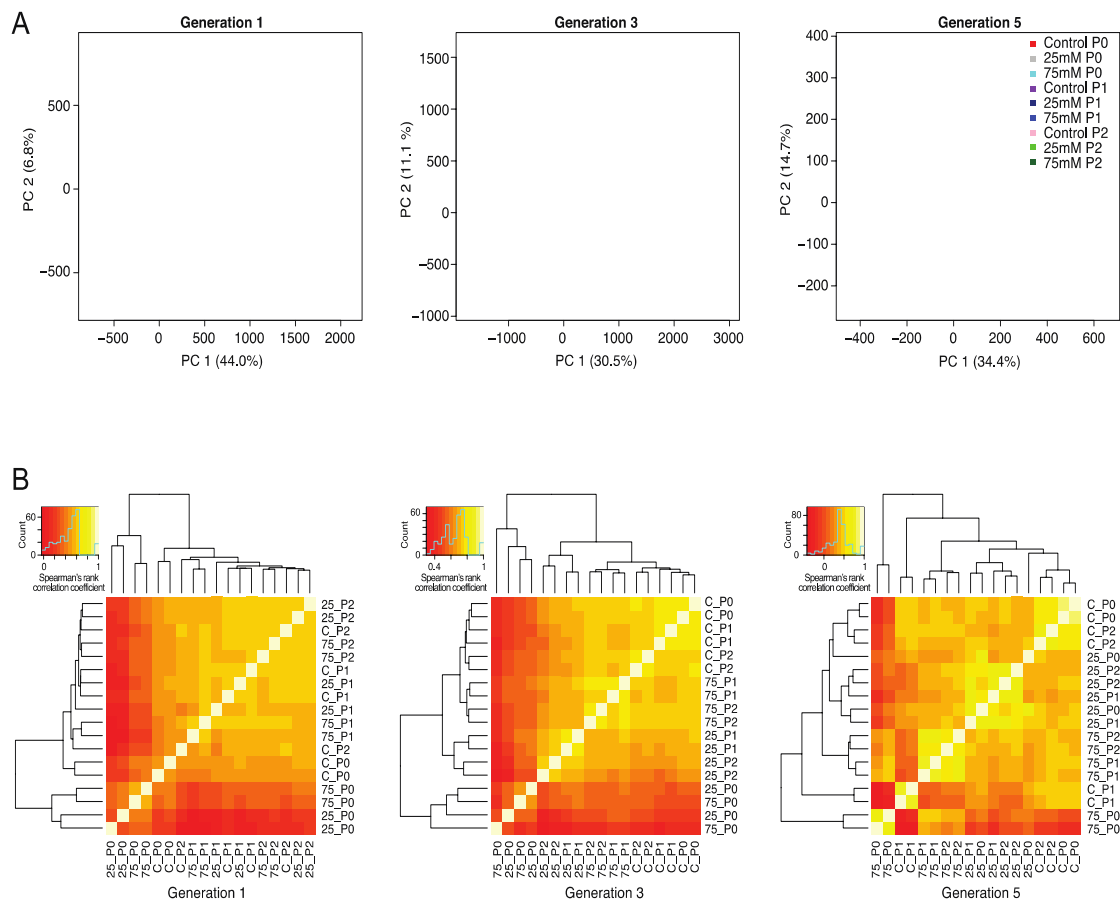 A
Generation 1
Generation 3
Generation 5
PC 2 (6.8%)
500
0
−500
−500 0 500 1000 1500 2000
PC 1 (44.0%)
PC 2 (11.1 %)
1500
1000
500
0
−500
−1000
−1000 0 1000 2000 3000
PC 1 (30.5%)
PC 2 (14.7%)
400
300
200
100
0
−100
−200
−400 −200 0 200 400 600
PC 1 (34.4%)
Control P0
25mM P0
75mM P0
Control P1
25mM P1
75mM P1
Control P2
25mM P2
75mM P2
B
Count
60
0
0 1
Spearman's rank
correlation coefficient
25_P2
25_P2
C_P2
75_P2
75_P2
C_P1
25_P1
C_P1
25_P1
75_P1
75_P1
C_P2
C_P0
C_P0
75_P0
75_P0
25_P0
25_P0
25_P0 25_P0 75_P0 75_P0 C_P0 C_P0 C_P2 75_P1 75_P1 25_P1 C_P1 25_P1 C_P1 75_P2 75_P2 C_P2 25_P2 25_P2
Generation 1
Count
60
0
0.4 1
Spearman's rank
correlation coefficient
C_P0
C_P0
C_P1
C_P1
C_P2
C_P2
75_P1
75_P1
75_P2
75_P2
25_P1
25_P1
25_P2
25_P2
25_P0
75_P0
25_P0
75_P0
75_P0 25_P0 75_P0 25_P0 25_P2 25_P2 25_P1 25_P1 75_P2 75_P2 75_P1 75_P1 C_P2 C_P2 C_P1 C_P1 C_P0 C_P0
Generation 3
Count
80
0
0 1
Spearman's rank
correlation coefficient
C_P0
C_P0
C_P2
C_P2
25_P0
25_P2
25_P2
25_P1
25_P0
25_P1
75_P2
75_P2
75_P1
75_P1
C_P1
C_P1
75_P0
75_P0
75_P0 75_P0 C_P1 C_P1 75_P1 75_P1 75_P2 75_P2 25_P1 25_P0 25_P1 25_P2 25_P2 25_P0 C_P2 C_P2 C_P0 C_P0
Generation 5